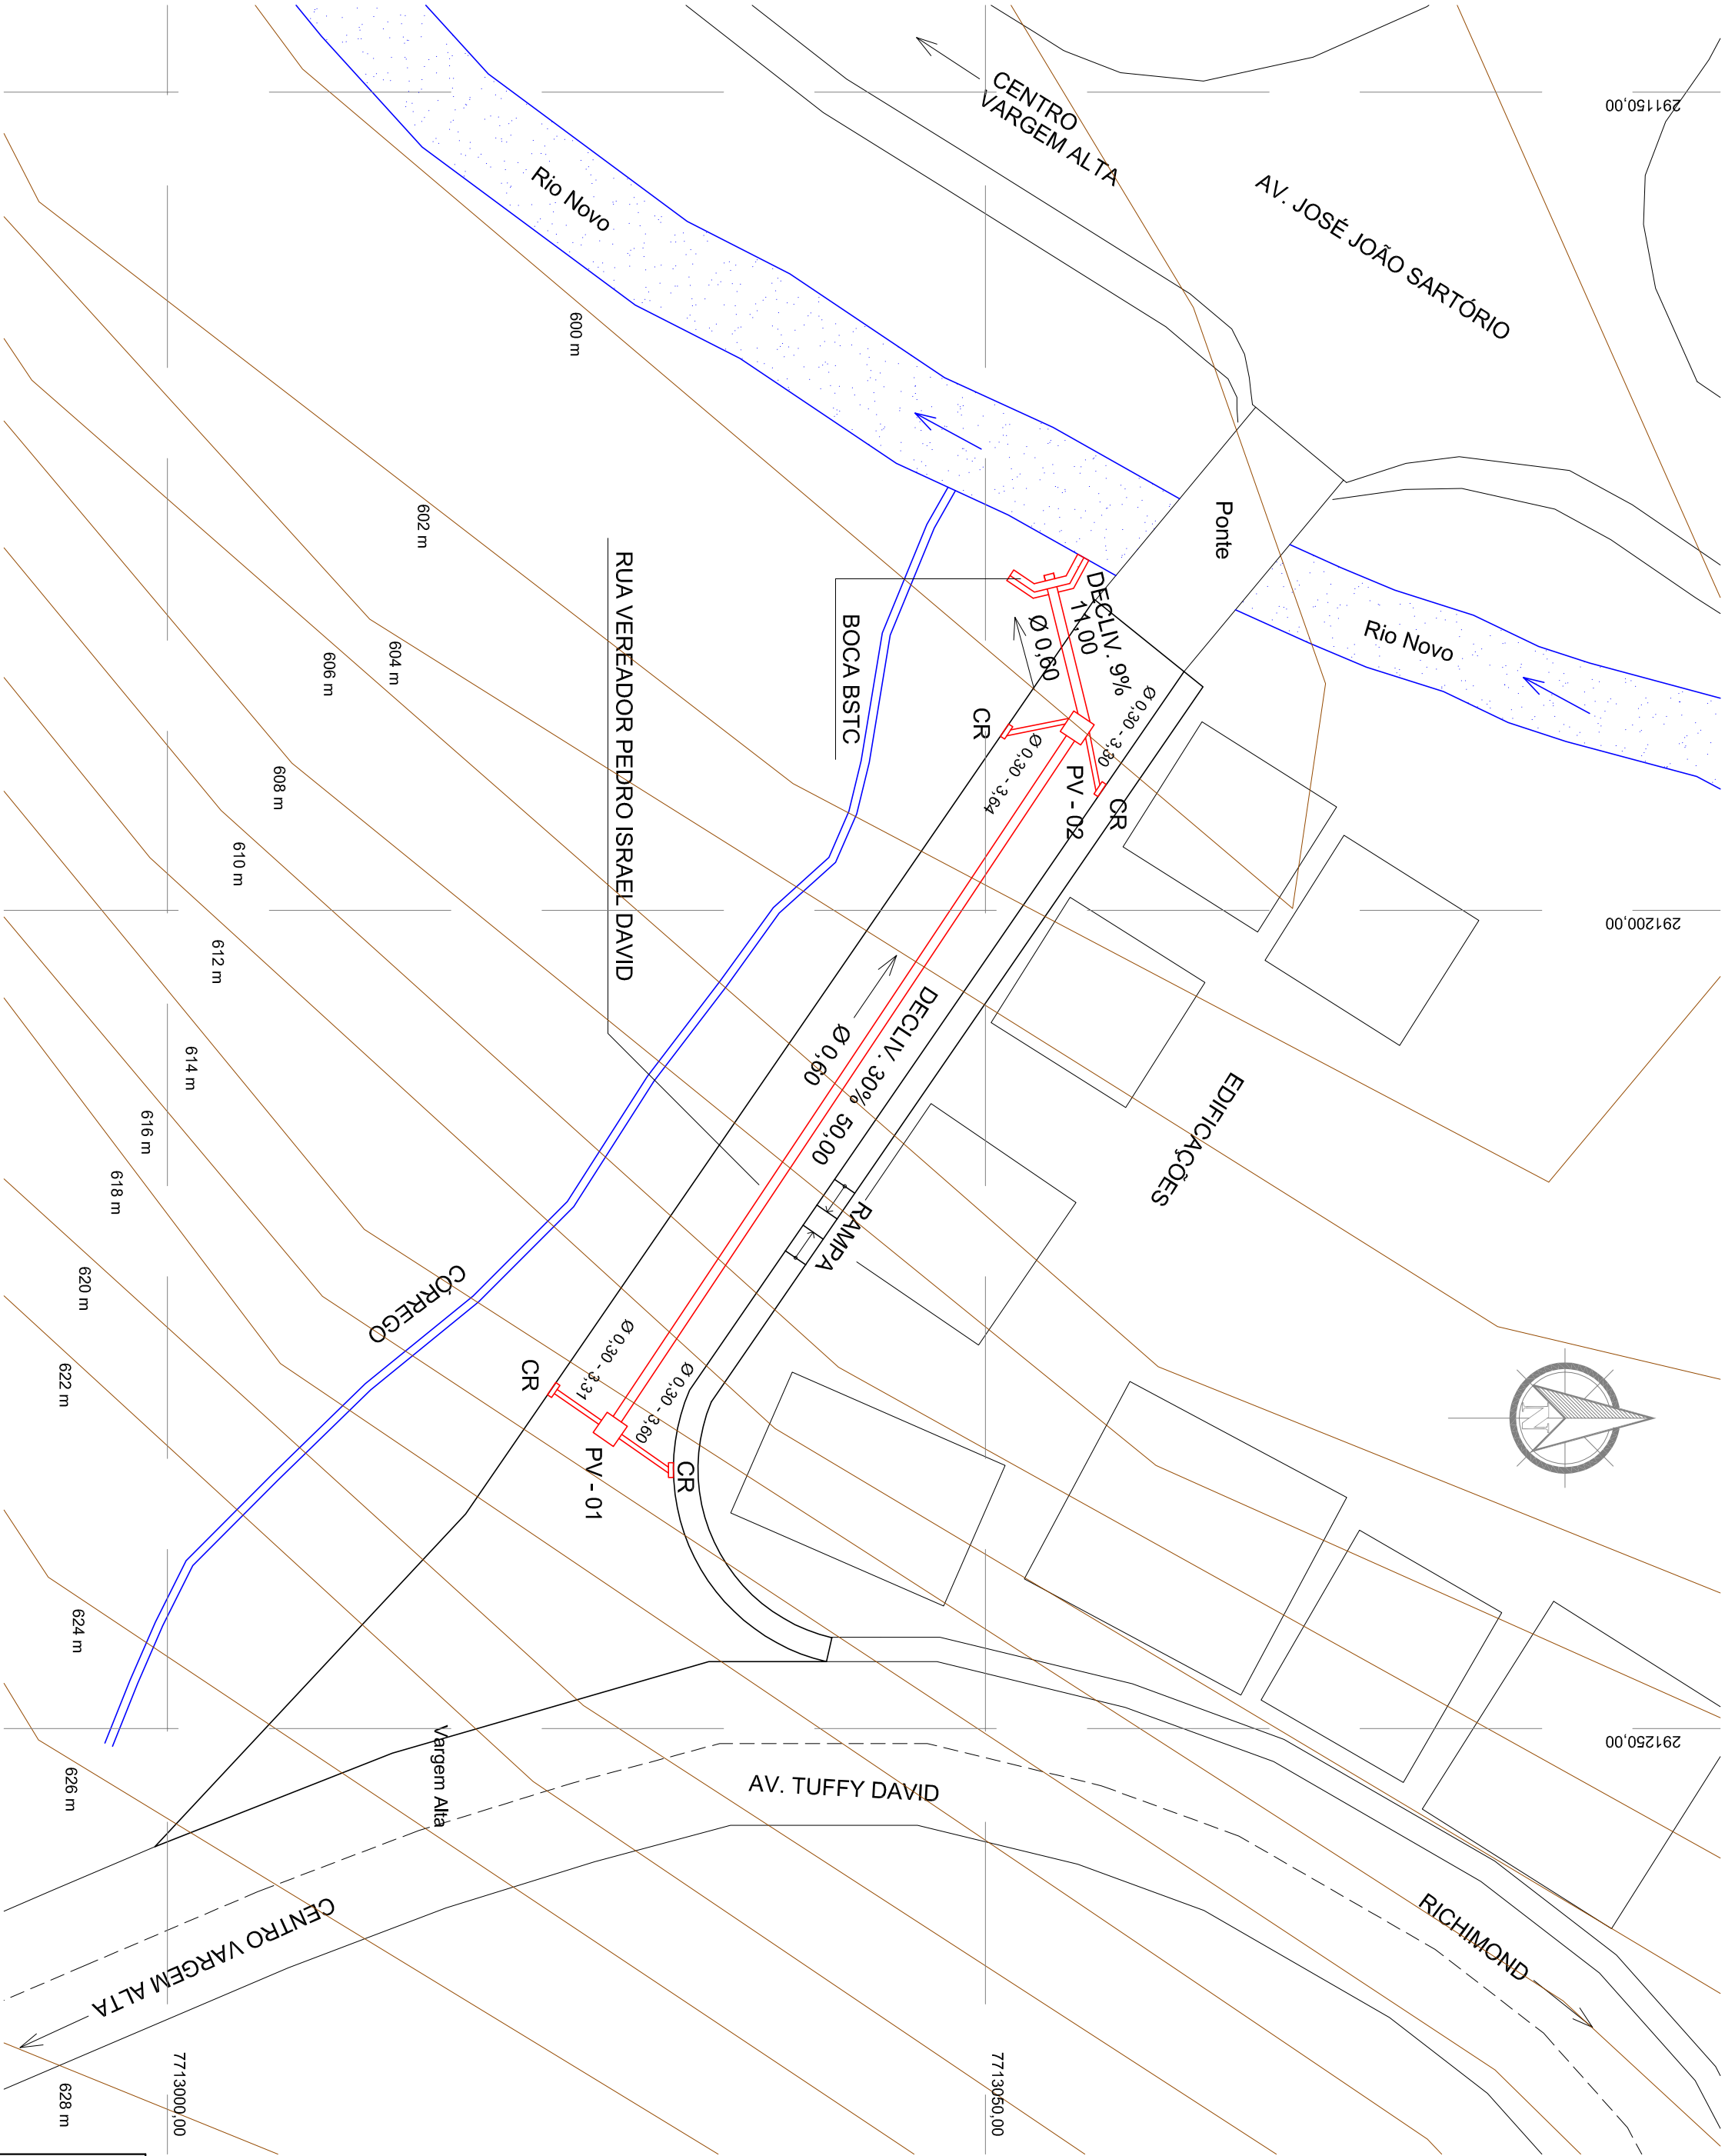 291150,00
CENTRO
VARGEM ALTA
AV. JOSÉ JOÃO SARTÓRIO
Rio Novo
600 m
Ponte
602 m
Rio Novo
RUA VEREADOR PEDRO ISRAEL DAVID
BOCA BSTC
DECLIV. 9%
11,00
Ø 0,60
604 m
606 m
CR
Ø 0,30 - 3,30
Ø 0,30 - 3,64
PV - 02
CR
608 m
610 m
291200,00
612 m
614 m
Ø 0,60
DECLIV. 30%
50,00
EDIFICAÇÕES
616 m
618 m
RAMPA
620 m
CÓRREGO
622 m
CR
Ø 0,30 - 3,31
Ø 0,30 - 3,60
CR
PV - 01
N
624 m
626 m
Vargem Alta
291250,00
AV. TUFFY DAVID
CENTRO VARGEM ALTA
RICHIMOND
628 m
7713000,00
7713050,00